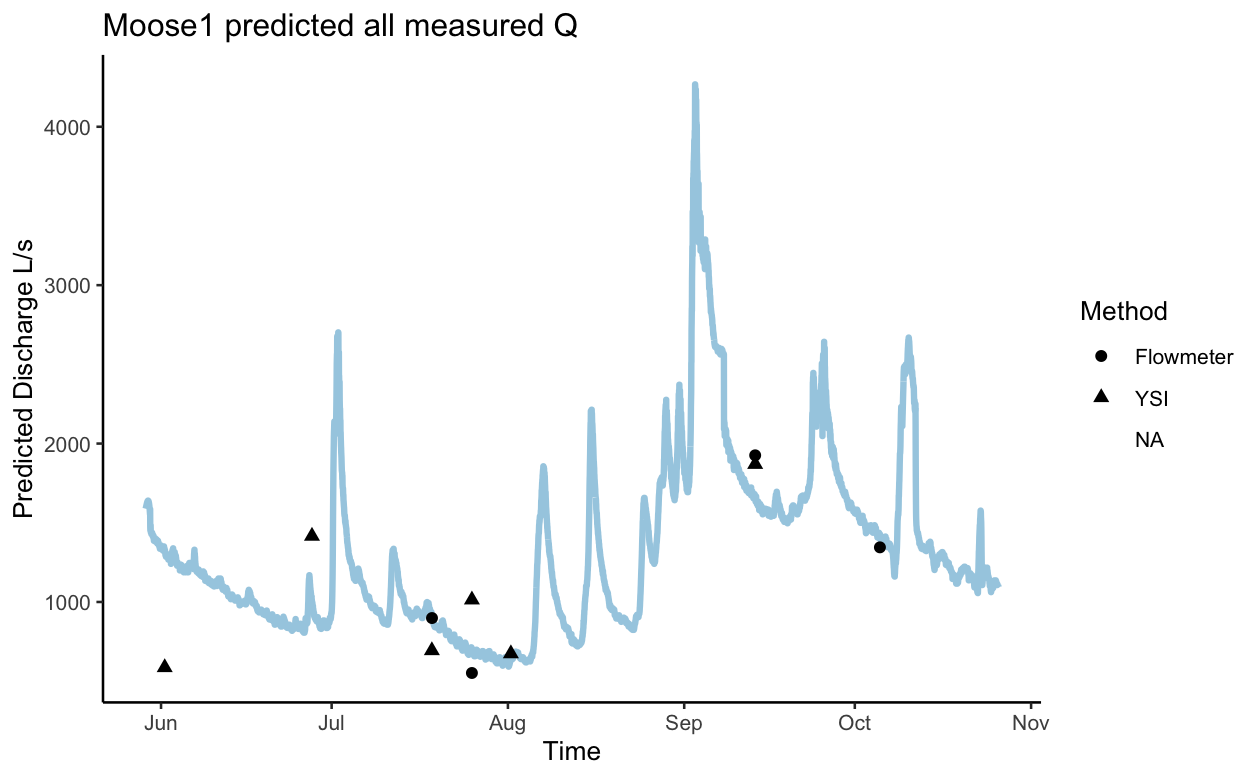 Moose1 predicted all measured Q
Predicted Discharge L/s
4000
3000
2000
1000
Jun Jul Aug Sep Oct Nov
Time
Method
Flowmeter
YSI
NA